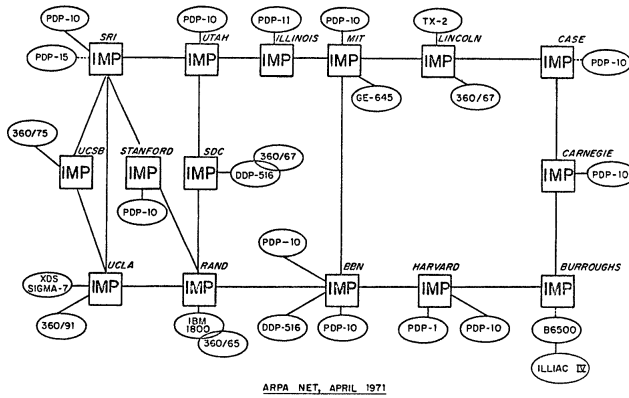 PDP-10
PDP-10
PDP-11
PDP-10
TX-2
SRI
UTAH
ILLINOIS
MIT
LINCOLN
CASE
PDP-15
IMP
IMP
IMP
IMP
IMP
IMP
PDP-10
GE-645
360/67
360/75
UCSB
STANFORD
SDC
360/67
CARNEGIE
IMP
IMP
IMP
DDP-516
IMP
PDP-10
PDP-10
PDP-10
UCLA
RAND
BBN
HARVARD
BURROUGHS
XDS
SIGMA-7
IMP
IMP
IMP
IMP
IMP
360/91
IBM
1800
360/65
DDP-516
PDP-10
PDP-1
PDP-10
B6500
ILLIAC IV
ARPA NET, APRIL 1971